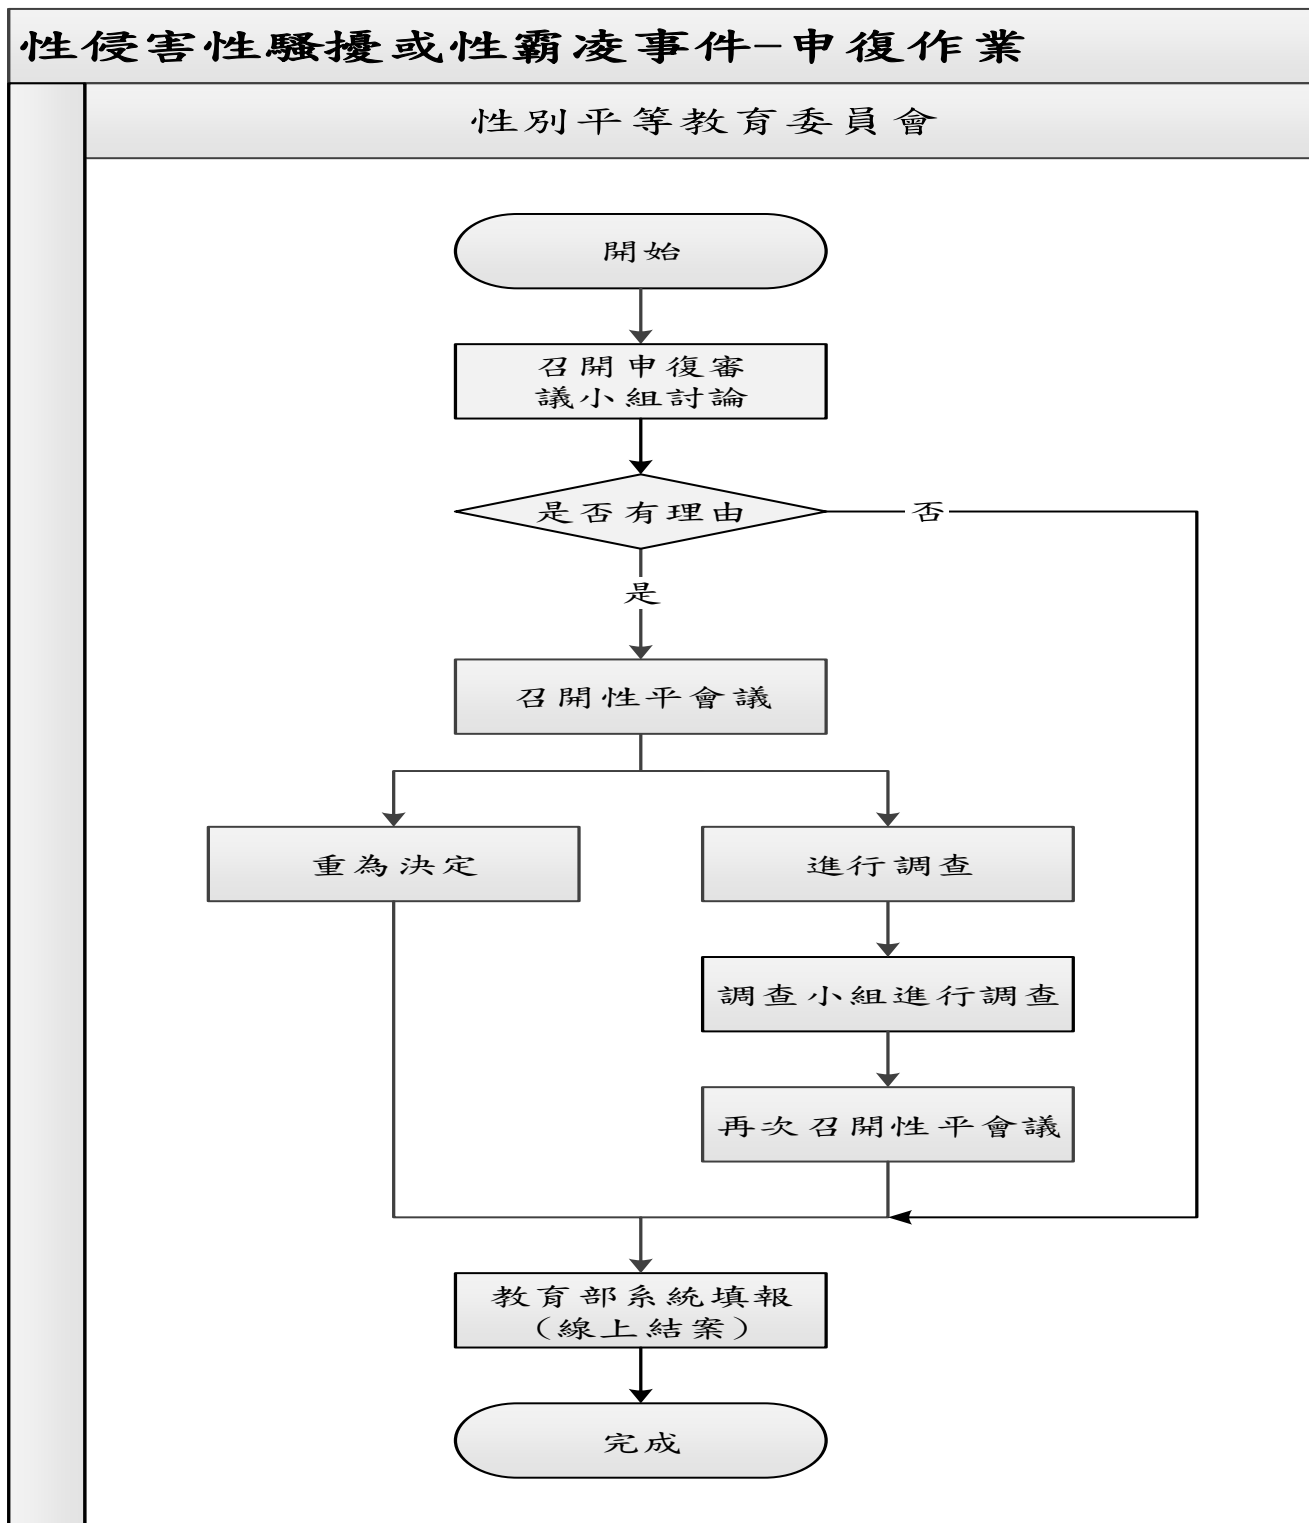 性侵害性騷擾或性霸凌事件-申復作業
性別平等教育委員會
開始
召開申復審
議小組討論
是否有理由
否
是
召開性平會議
重為決定
進行調查
調查小組進行調查
再次召開性平會議
教育部系統填報
(線上結案)
完成